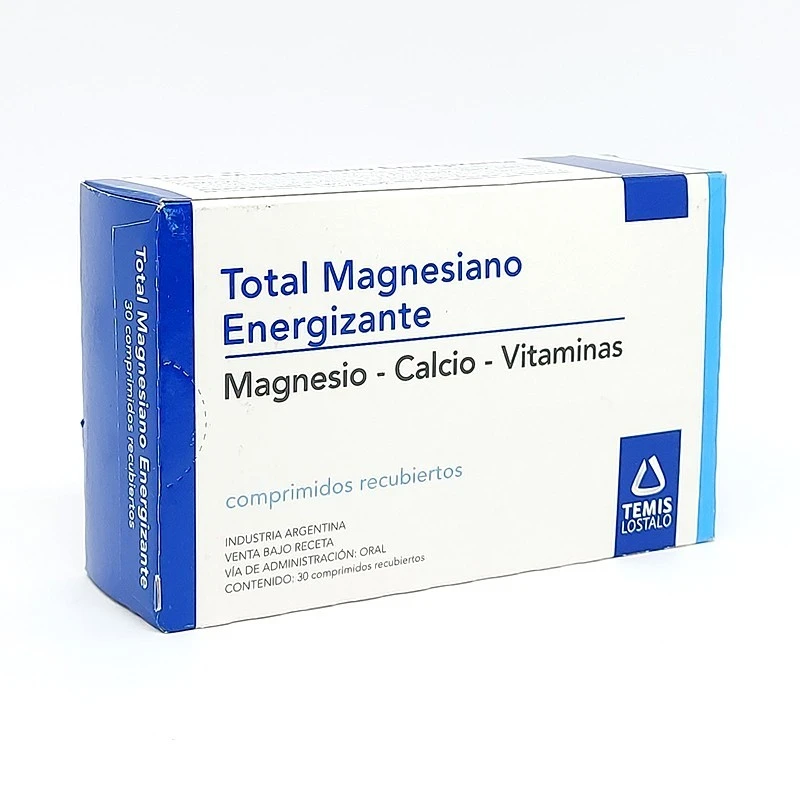 Total Magnesiano
Energizante
Magnesio - Calcio - Vitaminas
comprimidos recubiertos
INDUSTRIA ARGENTINA
VENTA BAJO RECETA
VÍA DE ADMINISTRACIÓN: ORAL
CONTENIDO: 30 comprimidos recubiertos
TEMIS
LOSTALO
Total Magnesiano Energizante
30 comprimidos recubiertos